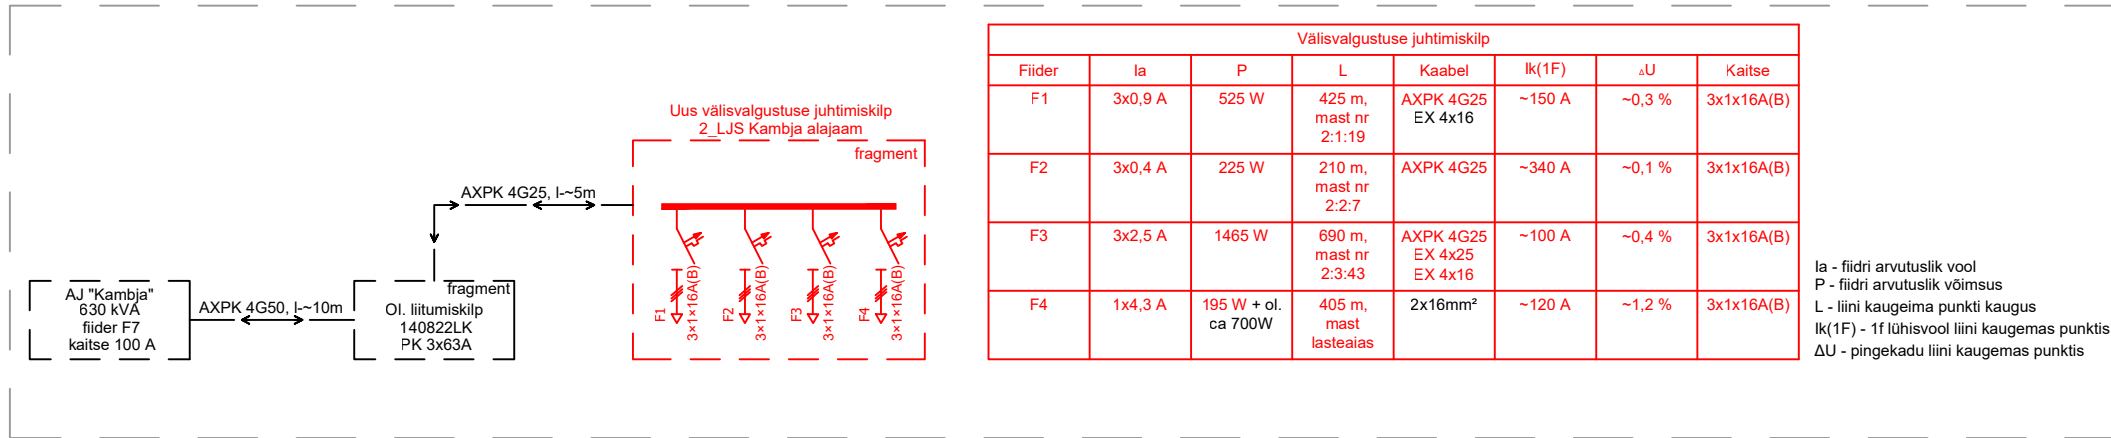 AJ "Kambja"
630 kVA
fiider F7
kaitse 100 A
AXPK 4G50, l-~10m
fragment
Ol. liitumiskilp
140822LK
PK 3x63A
AXPK 4G25, l-~5m
Uus välisvalgustuse juhtimiskilp
2_LJS Kambja alajaam
fragment
F1
3×1×16A(B)
F2
3×1×16A(B)
F3
3×1×16A(B)
F4
3×1×16A(B)
Välisvalgustuse juhtimiskilp
Fiider Ia P L Kaabel Ik(1F) ΔU Kaitse
F1 3x0,9 A 525 W 425 m, AXPK 4G25 ~150 A ~0,3 % 3x1x16A(B)
mast nr EX 4x16
2:1:19
F2 3x0,4 A 225 W 210 m, AXPK 4G25 ~340 A ~0,1 % 3x1x16A(B)
mast nr
2:2:7
F3 3x2,5 A 1465 W 690 m, AXPK 4G25 ~100 A ~0,4 % 3x1x16A(B)
mast nr EX 4x25
2:3:43 EX 4x16
F4 1x4,3 A 195 W + ol. 405 m, 2x16mm² ~120 A ~1,2 % 3x1x16A(B)
ca 700W mast
lasteaias
Ia - fiidri arvutuslik vool
P - fiidri arvutuslik võimsus
L - liini kaugeima punkti kaugus
Ik(1F) - 1f lühisvool liini kaugemas punktis
ΔU - pingekadu liini kaugemas punktis